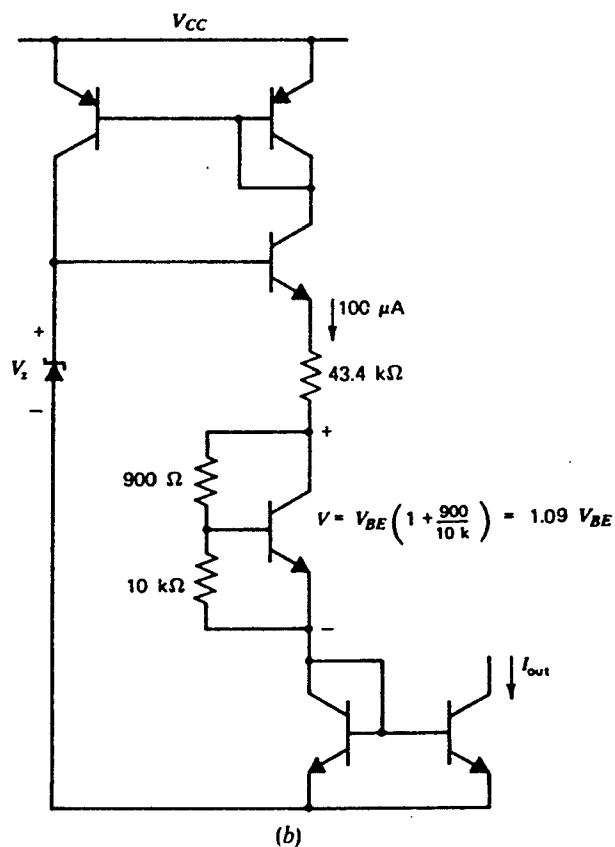 V_CC
100 μA
+
V_z
−
43.4 kΩ
+
900 Ω
V = V_BE (1 + 900/10 k) = 1.09 V_BE
10 kΩ
−
I_out
(b)